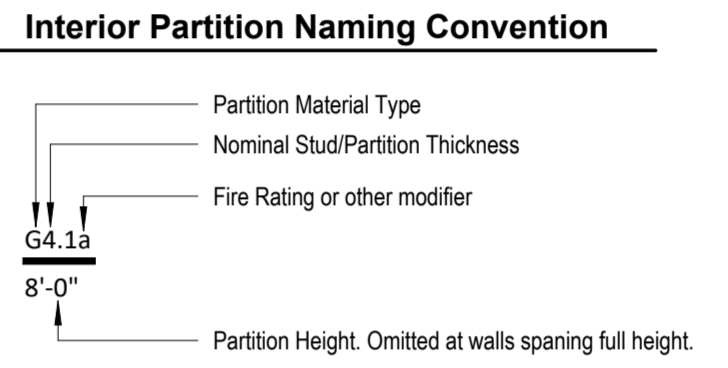 Interior Partition Naming Convention
Partition Material Type
Nominal Stud/Partition Thickness
Fire Rating or other modifier
G4.1a
8'-0"
Partition Height. Omitted at walls spaning full height.